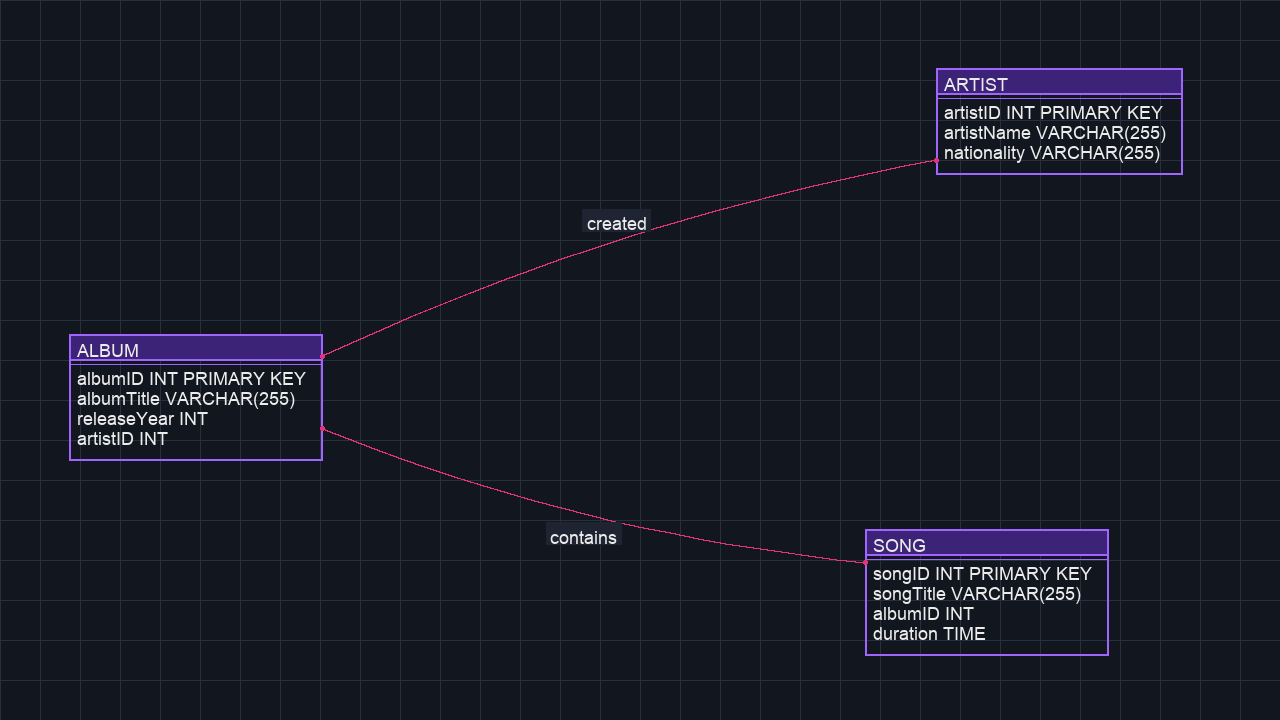 ARTIST
artistID INT PRIMARY KEY
artistName VARCHAR(255)
nationality VARCHAR(255)
created
ALBUM
albumID INT PRIMARY KEY
albumTitle VARCHAR(255)
releaseYear INT
artistID INT
contains
SONG
songID INT PRIMARY KEY
songTitle VARCHAR(255)
albumID INT
duration TIME